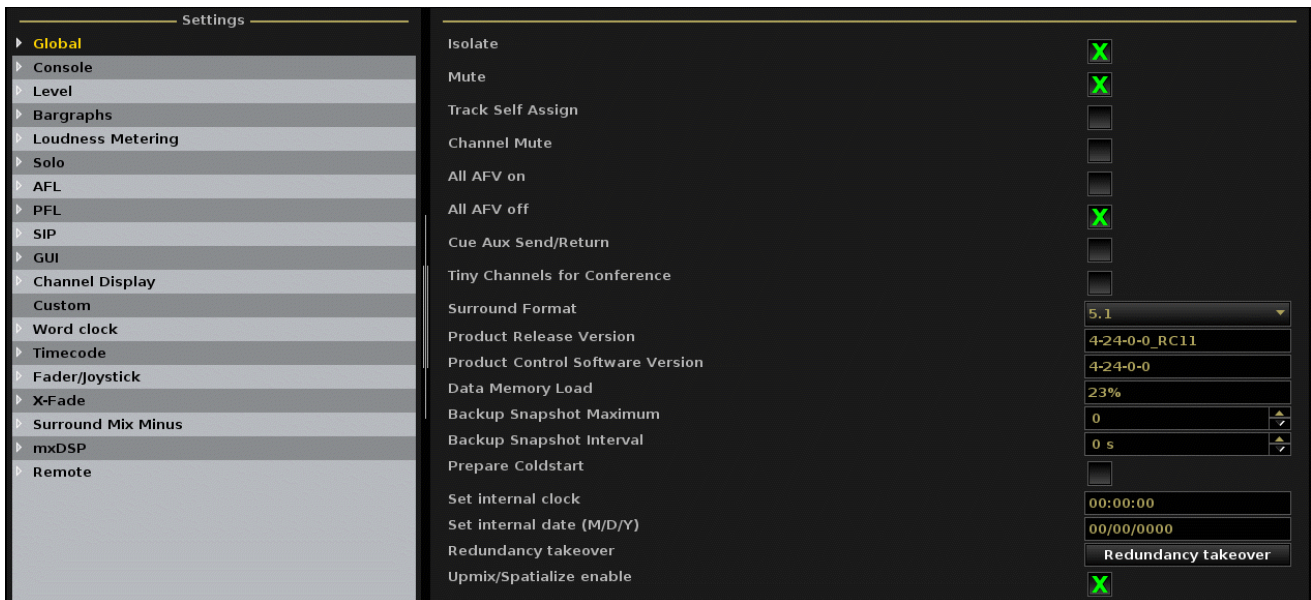 Settings
Global
Console
Level
Bargraphs
Loudness Metering
Solo
AFL
PFL
SIP
GUI
Channel Display
Custom
Word clock
Timecode
Fader/Joystick
X-Fade
Surround Mix Minus
mxDSP
Remote
Isolate X
Mute X
Track Self Assign
Channel Mute
All AFV on
All AFV off X
Cue Aux Send/Return
Tiny Channels for Conference
Surround Format 5.1
Product Release Version 4-24-0-0_RC11
Product Control Software Version 4-24-0-0
Data Memory Load 23%
Backup Snapshot Maximum 0
Backup Snapshot Interval 0 s
Prepare Coldstart
Set internal clock 00:00:00
Set internal date (M/D/Y) 00/00/0000
Redundancy takeover Redundancy takeover
Upmix/Spatialize enable X